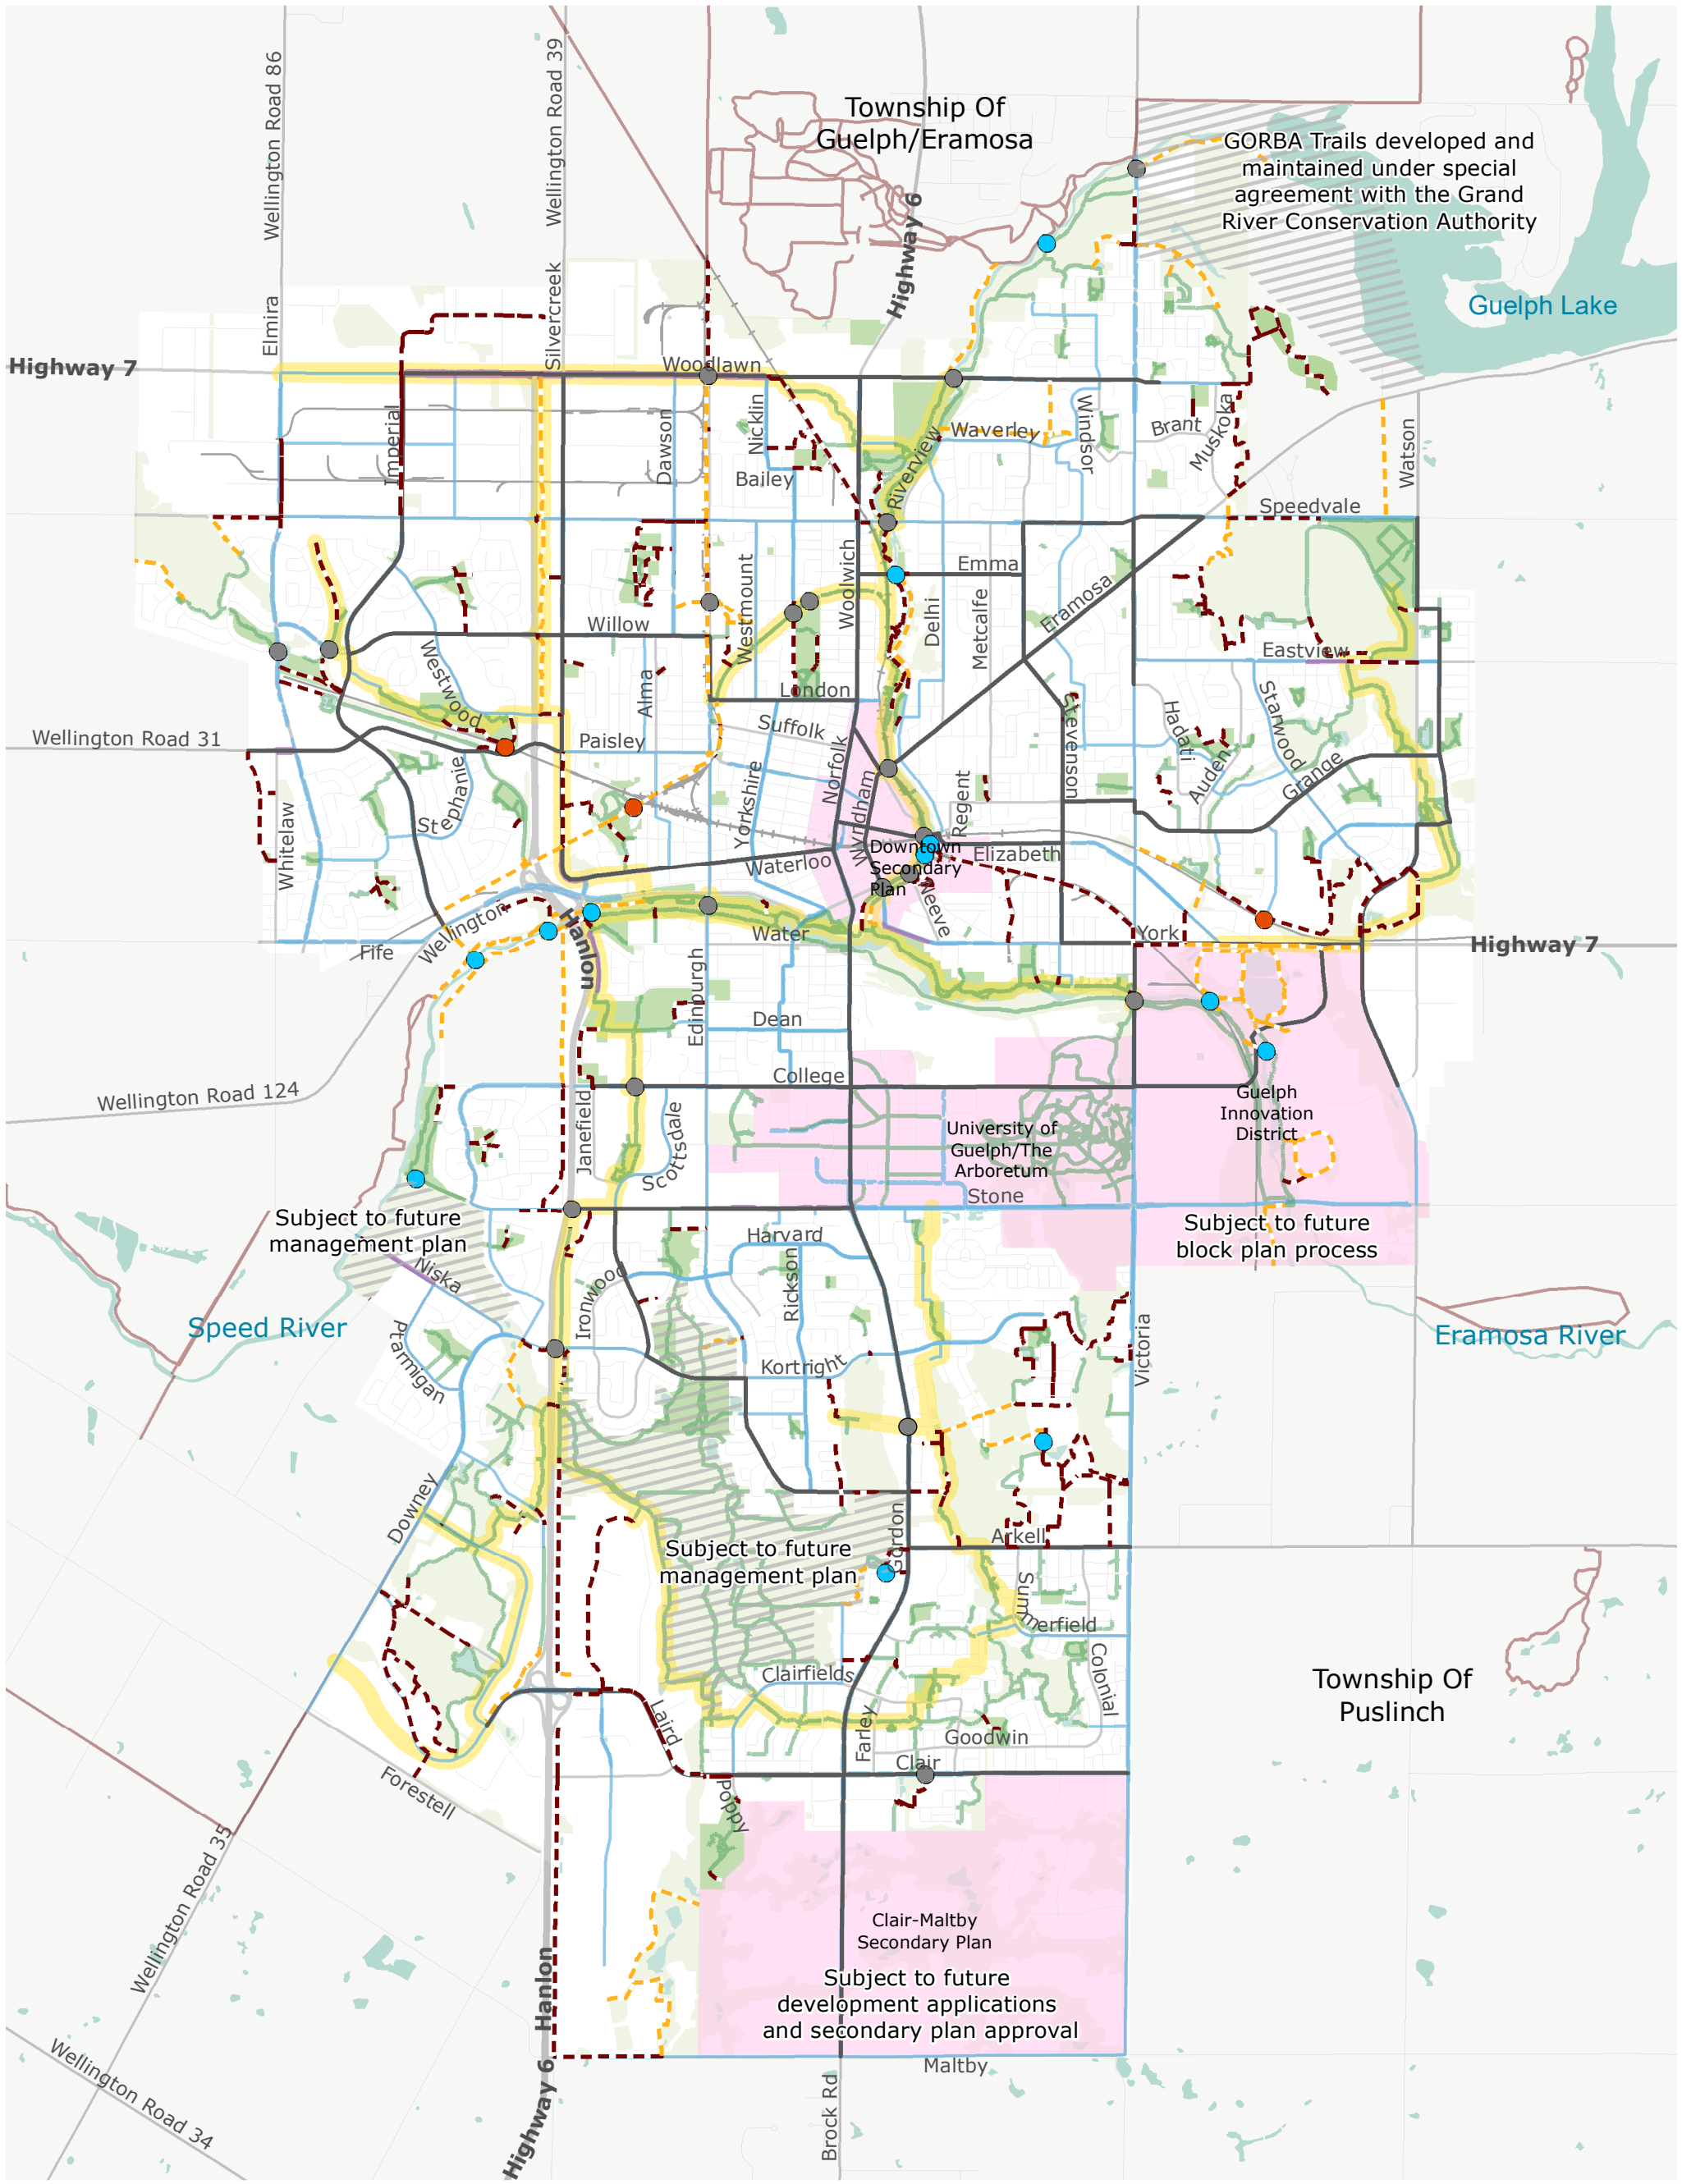 Wellington Road 86
Wellington Road 39
Township Of
Guelph/Eramosa
Highway 6
GORBA Trails developed and
maintained under special
agreement with the Grand
River Conservation Authority
Guelph Lake
Elmira
Silvercreek
Highway 7
Woodlawn
Imperial
Dawson
Nicklin
Bailey
Riverview
Waverley
Windsor
Brant
Muskoka
Watson
Speedvale
Westmount
Woolwich
Emma
Delhi
Metcalfe
Eramosa
Willow
Eastview
Westwood
Alma
London
Suffolk
Stevenson
Hadati
Starwood
Wellington Road 31
Paisley
Norfolk
Auden
Grange
Stephanie
Yorkshire
Wyndham
Regent
Whitelaw
Waterloo
Downtown
Secondary
Plan
Elizabeth
Neeve
Fife
Wellington
Hanlon
Water
York
Highway 7
Edinburgh
Dean
College
Wellington Road 124
Janefield
Scottsdale
Guelph
Innovation
District
University of
Guelph/The
Arboretum
Stone
Subject to future
management plan
Subject to future
block plan process
Niska
Harvard
Ironwood
Rickson
Speed River
Eramosa River
Ptarmigan
Kortright
Victoria
Downey
Gordon
Arkell
Subject to future
management plan
Summerfield
Clairfields
Colonial
Township Of
Puslinch
Laird
Farley
Goodwin
Clair
Forestell
Poppy
Wellington Road 35
Clair-Maltby
Secondary Plan
Subject to future
development applications
and secondary plan approval
Hanlon
Maltby
Highway 6
Brock Rd
Wellington Road 34